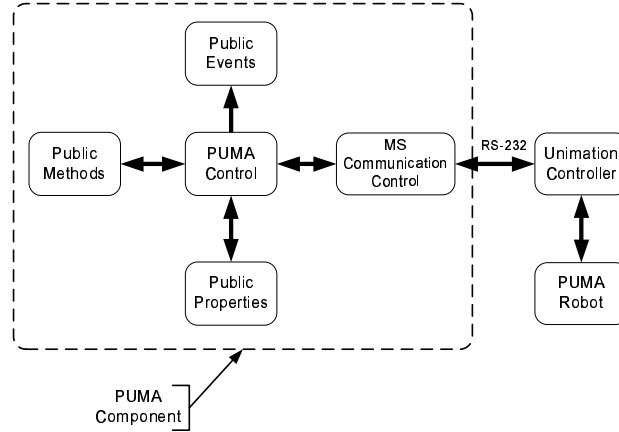 Public
Events
Public
Methods
PUMA
Control
MS
Communication
Control
RS-232
Unimation
Controller
Public
Properties
PUMA
Robot
PUMA
Component